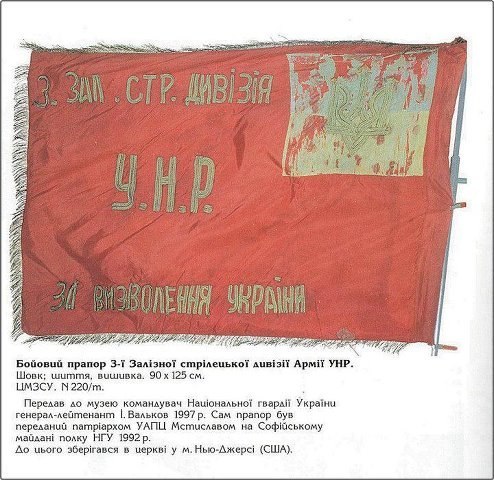 З. ЗАЛ. СТР. ДИВІЗІЯ
У.Н.Р.
ЗА ВИЗВОЛЕННЯ УКРАЇНИ
Бойовий прапор 3-ї Залізної стрілецької дивізії Армії УНР.
Шовк; шиття, вишивка. 90 х 125 см.
ЦМЗСУ. N 220/m.
Передав до музею командувач Національної гвардії України
генерал-лейтенант І. Вальков 1997 р. Сам прапор був
переданий патріархом УАПЦ Мстиславом на Софійському
майдані полку НГУ 1992 р.
До цього зберігався в церкві у м. Нью-Джерсі (США).